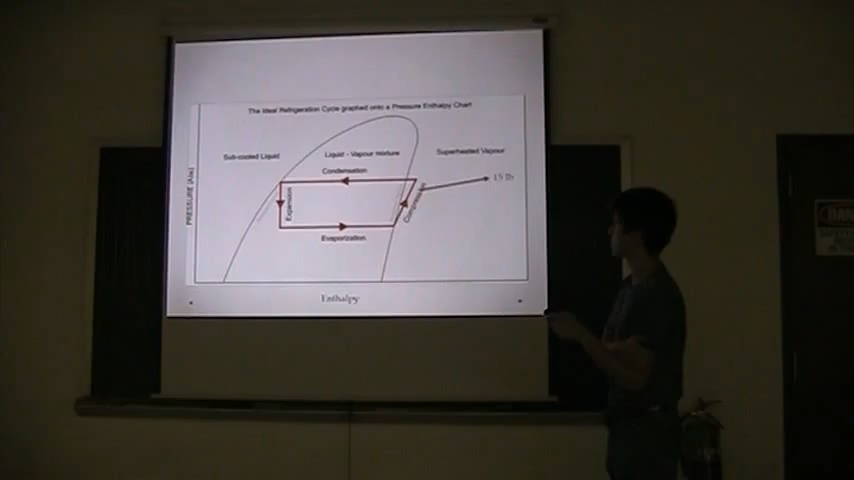 The Ideal Refrigeration Cycle graphed onto a Pressure Enthalpy Chart
Sub-cooled Liquid
Liquid - Vapour mixture
Superheated Vapour
Condensation
15 lb
PRESSURE (Abs)
Expansion
Compression
Evaporization
Enthalpy
DANGER